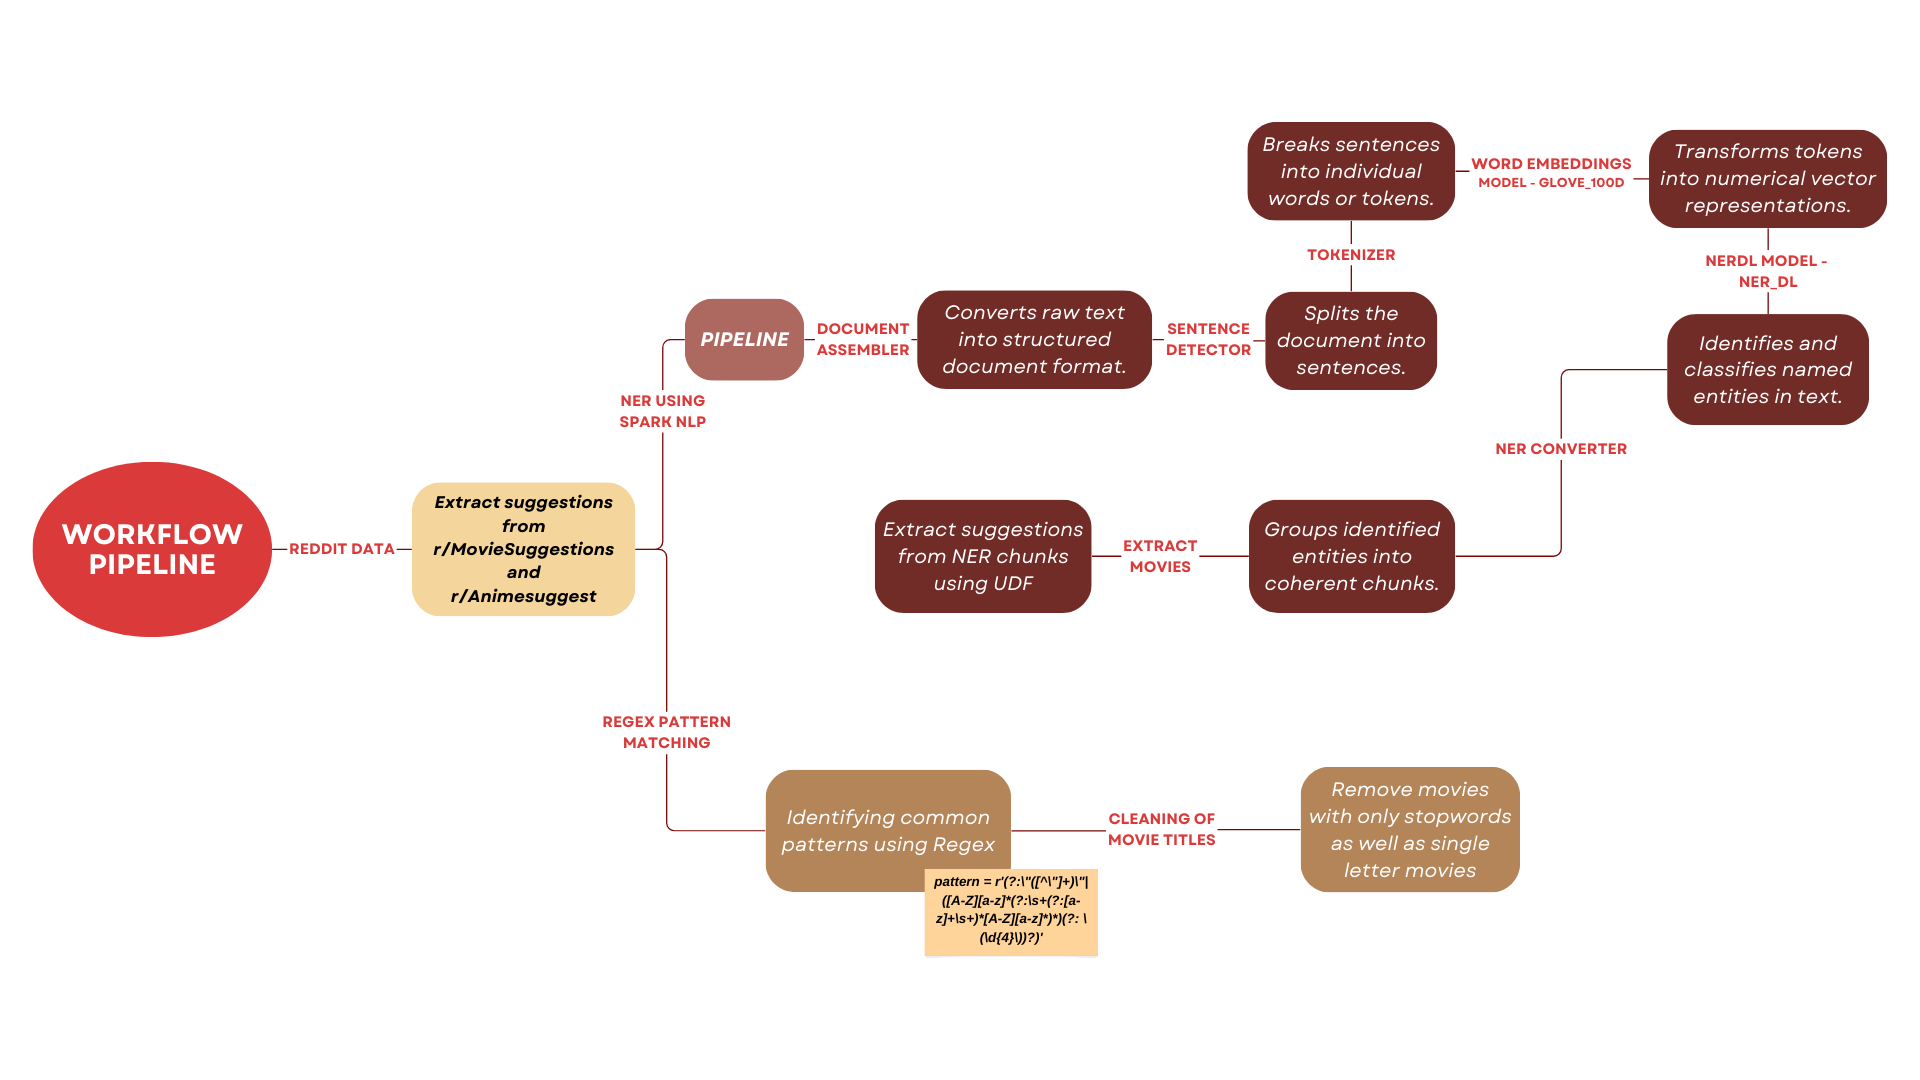 WORKFLOW
PIPELINE
REDDIT DATA
Extract suggestions
from
r/MovieSuggestions
and
r/Animesuggest
NER USING
SPARK NLP
PIPELINE
DOCUMENT
ASSEMBLER
Converts raw text
into structured
document format.
SENTENCE
DETECTOR
Splits the
document into
sentences.
TOKENIZER
Breaks sentences
into individual
words or tokens.
WORD EMBEDDINGS
MODEL - GLOVE_100D
Transforms tokens
into numerical vector
representations.
NERDL MODEL -
NER_DL
Identifies and
classifies named
entities in text.
NER CONVERTER
Groups identified
entities into
coherent chunks.
EXTRACT
MOVIES
Extract suggestions
from NER chunks
using UDF
REGEX PATTERN
MATCHING
Identifying common
patterns using Regex
pattern = r'(?:\"([^\"]+)\"|
([A-Z][a-z]*(?:\s+(?:[a-
z]+\s+)*[A-Z][a-z]*)*)(?: \
(\d{4}\))?)'
CLEANING OF
MOVIE TITLES
Remove movies
with only stopwords
as well as single
letter movies